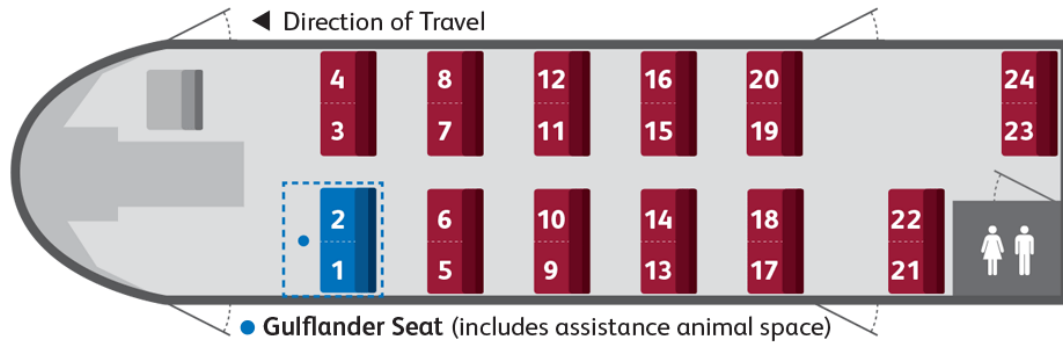 ◄ Direction of Travel
4 8 12 16 20 24
3 7 11 15 19 23
2 6 10 14 18 22
1 5 9 13 17 21
● Gulflander Seat (includes assistance animal space)